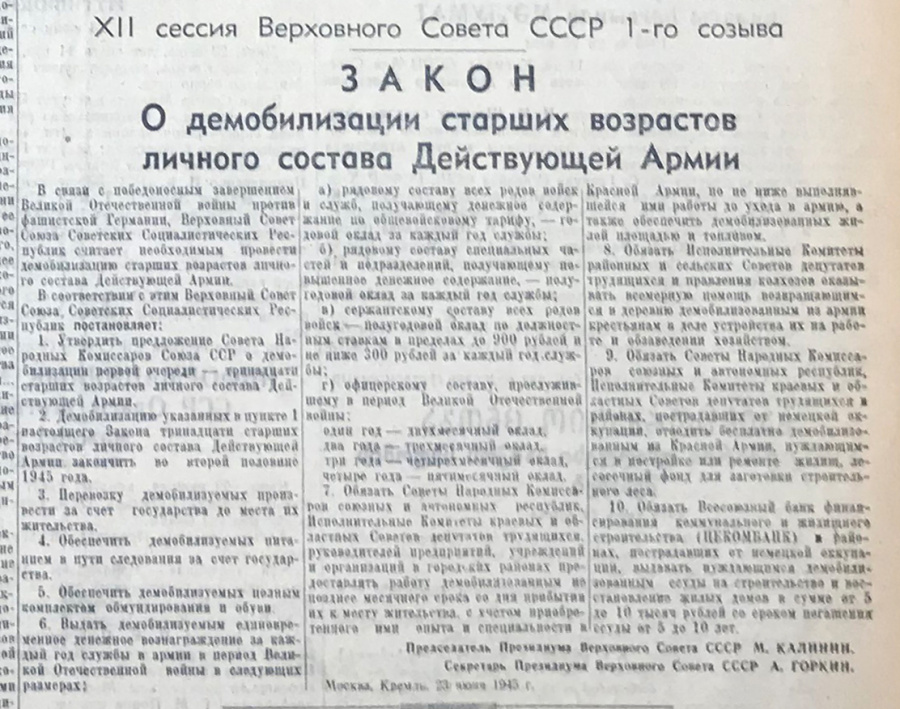 XII сессия Верховного Совета СССР 1-го созыва
ЗАКОН
О демобилизации старших возрастов
личного состава Действующей Армии
В связи с победоносным завершением
Великой Отечественной войны против
фашистской Германии, Верховный Совет
Союза Советских Социалистических Рес-
публик считает необходимым провести
демобилизацию старших возрастов лично-
го состава Действующей Армии.
В соответствии с этим Верховный Совет
Союза Советских Социалистических Рес-
публик постановляет:
1. Утвердить предложение Совета На-
родных Комиссаров Союза ССР о демо-
билизации первой очереди — тринадцати
старших возрастов личного состава Дей-
ствующей Армии.
2. Демобилизацию указанных в пункте 1
настоящего Закона тринадцати старших
возрастов личного состава Действующей
Армии закончить во второй половине
1945 года.
3. Перевозку демобилизуемых произ-
вести за счет государства до места их
жительства.
4. Обеспечить демобилизуемых пита-
нием в пути следования за счет государ-
ства.
5. Обеспечить демобилизуемых полным
комплектом обмундирования и обуви.
6. Выдать демобилизуемым единовре-
менное денежное вознаграждение за каж-
дый год службы в армии в период Вели-
кой Отечественной войны в следующих
размерах:
а) рядовому составу всех родов войск
и служб, получающему денежное содер-
жание по общевойсковому тарифу, — го-
довой оклад за каждый год службы;
б) рядовому составу специальных ча-
стей и подразделений, получающему по-
вышенное денежное содержание, — полу-
годовой оклад за каждый год службы;
в) сержантскому составу всех родов
войск — полугодовой оклад по должност-
ным ставкам в пределах до 900 рублей и
не ниже 300 рублей за каждый год служ-
бы;
г) офицерскому составу, прослужив-
шему в период Великой Отечественной
войны:
один год — двухмесячный оклад,
два года — трехмесячный оклад,
три года — четырехмесячный оклад,
четыре года — пятимесячный оклад.
7. Обязать Советы Народных Комисса-
ров союзных и автономных республик,
Исполнительные Комитеты краевых и об-
ластных Советов депутатов трудящихся,
руководителей предприятий, учреждений
и организаций в городских районах пре-
доставлять работу демобилизованным не
позднее месячного срока со дня прибытия
их к месту жительства, с учетом приобре-
тенного ими опыта и специальности в
Красной Армии, но не ниже выполняв-
шейся ими работы до ухода в армию, а
также обеспечить демобилизованных жи-
лой площадью и топливом.
8. Обязать Исполнительные Комитеты
районных и сельских Советов депутатов
трудящихся и правления колхозов оказы-
вать всемерную помощь возвращающим-
ся в деревню демобилизованным из армии
крестьянам в деле устройства их на рабо-
те и обзаведения хозяйством.
9. Обязать Советы Народных Комисса-
ров союзных и автономных республик,
Исполнительные Комитеты краевых и об-
ластных Советов депутатов трудящихся в
районах, пострадавших от немецкой ок-
купации, отводить бесплатно демобилизо-
ванным из Красной Армии, нуждающим-
ся в постройке или ремонте жилищ, ле-
сосечный фонд для заготовки строитель-
ного леса.
10. Обязать Всесоюзный банк финан-
сирования коммунального и жилищного
строительства (ЦЕКОМБАНК) в райо-
нах, пострадавших от немецкой оккупа-
ции, выдавать нуждающимся демобили-
зованным ссуды на строительство и вос-
становление жилых домов в сумме от 5
до 10 тысяч рублей со сроком погашения
ссуды от 5 до 10 лет.
Председатель Президиума Верховного Совета СССР М. КАЛИНИН.
Секретарь Президиума Верховного Совета СССР А. ГОРКИН.
Москва, Кремль. 23 июня 1945 г.